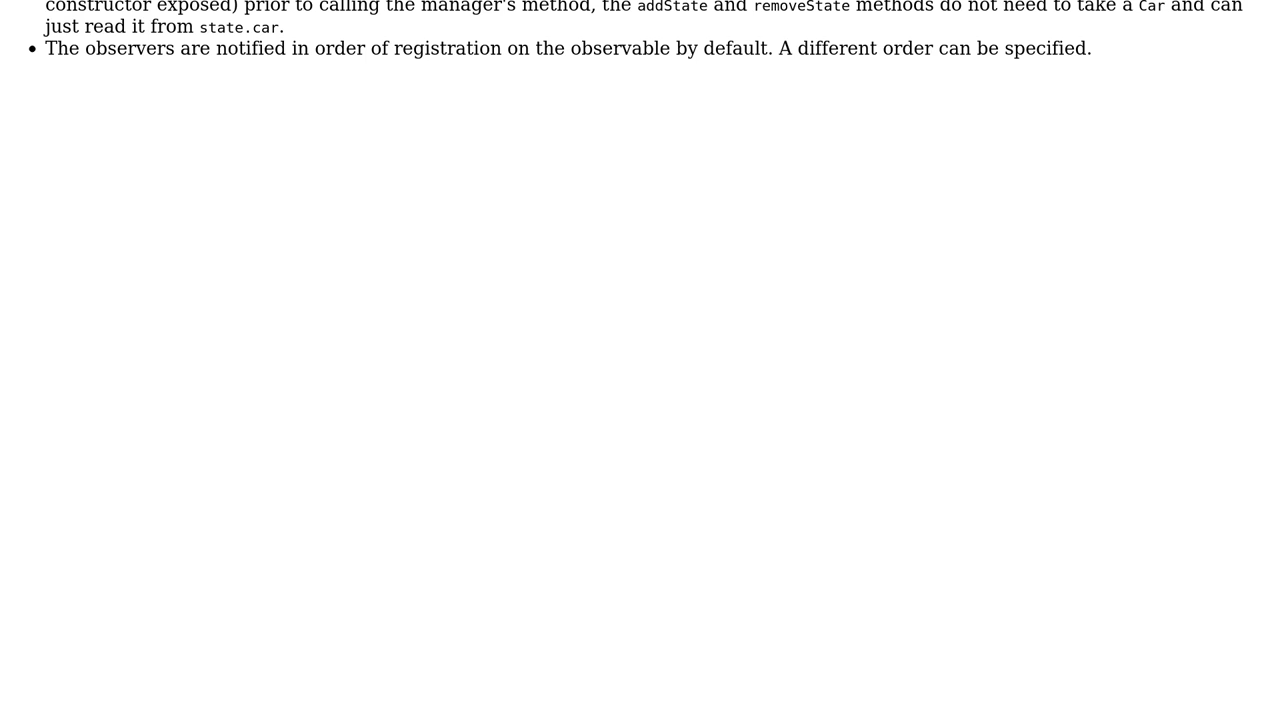 constructor exposed) prior to calling the manager's method, the addState and removeState methods do not need to take a Car and can
just read it from state.car.
• The observers are notified in order of registration on the observable by default. A different order can be specified.